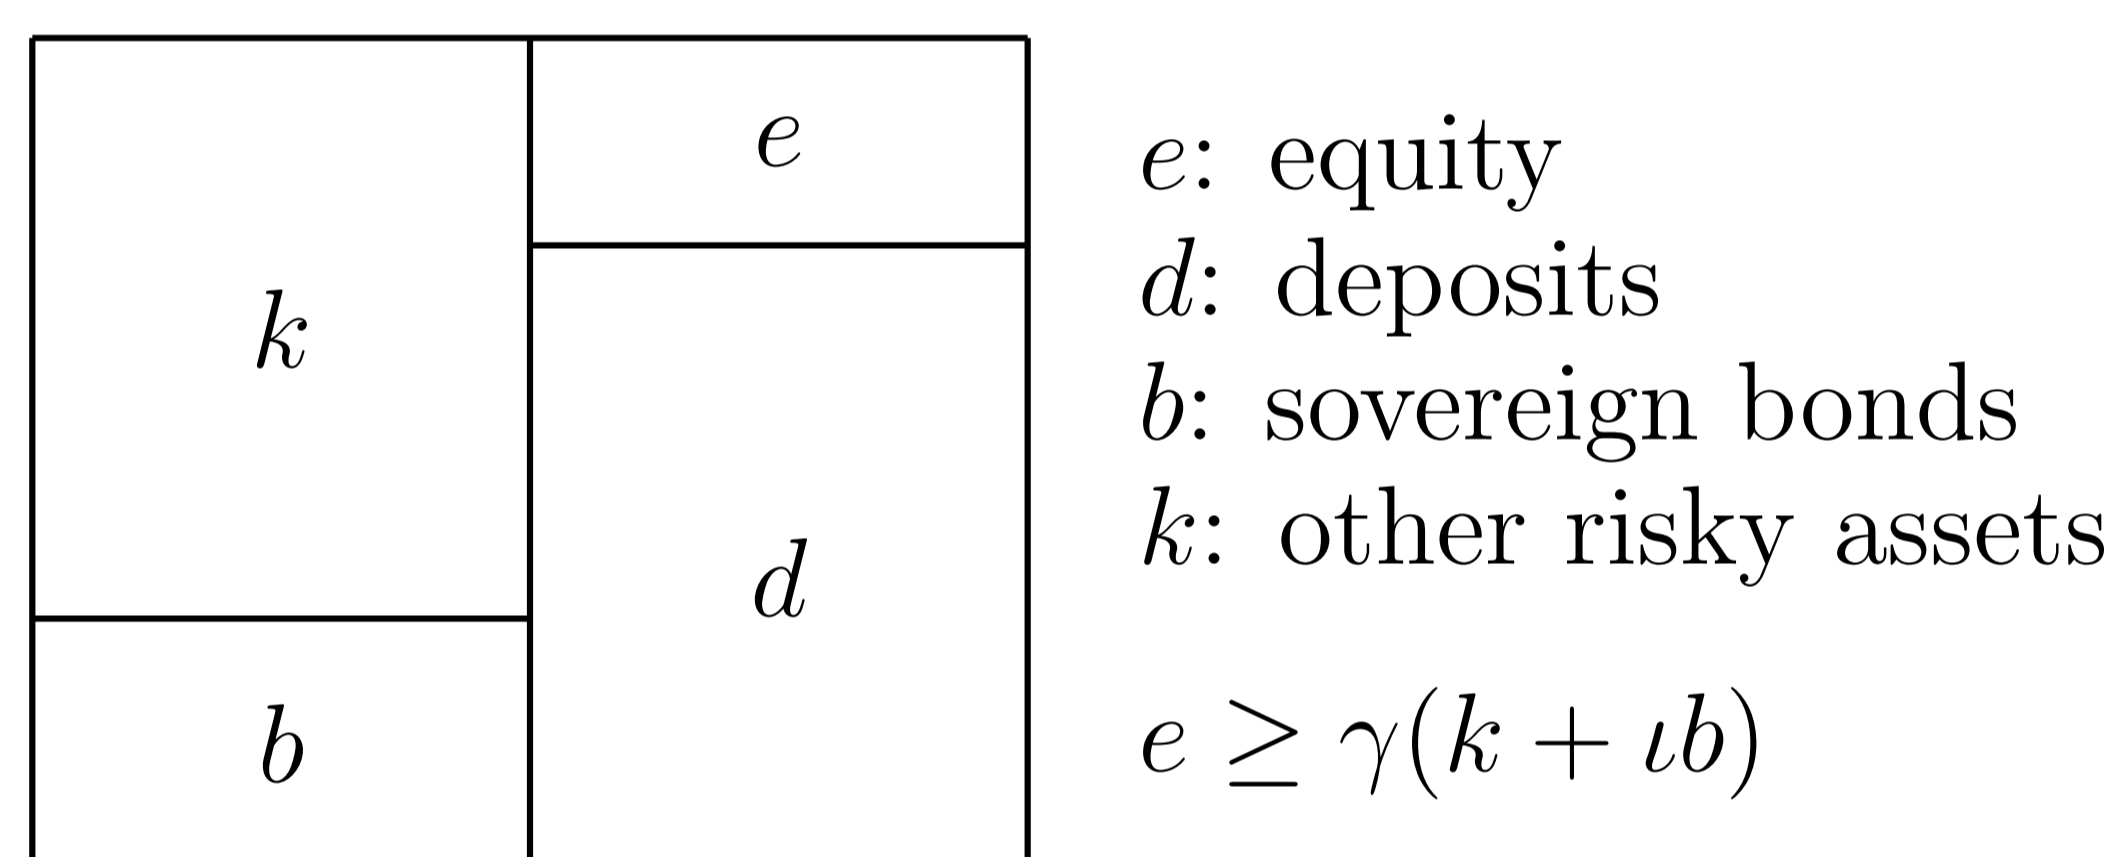 k
e
d
b
e: equity
d: deposits
b: sovereign bonds
k: other risky assets
e ≥ γ(k + ιb)